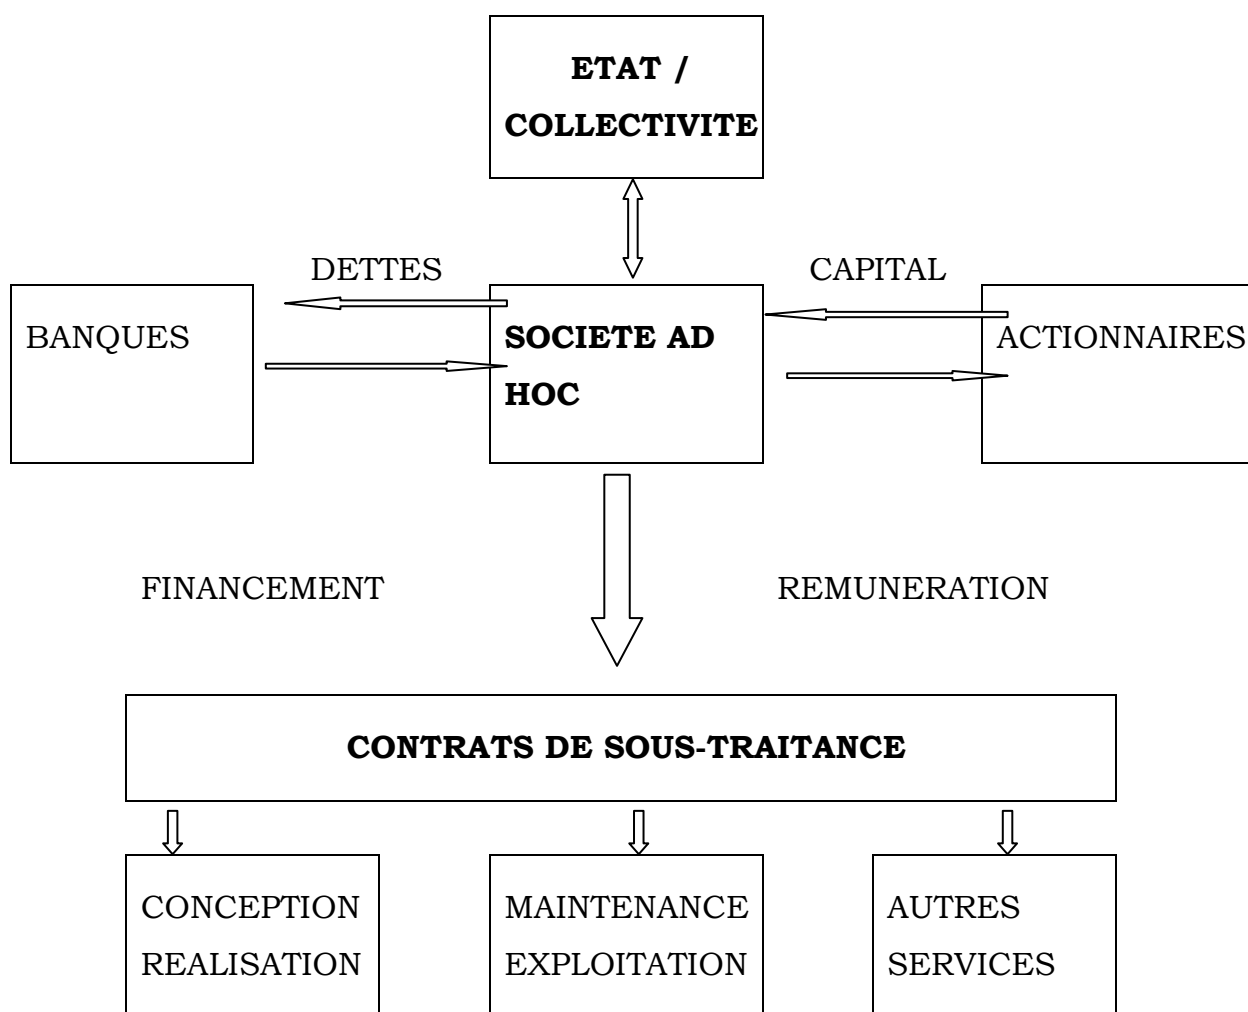 ETAT /
COLLECTIVITE
DETTES
CAPITAL
BANQUES
SOCIETE AD
HOC
ACTIONNAIRES
FINANCEMENT
REMUNERATION
CONTRATS DE SOUS-TRAITANCE
CONCEPTION
REALISATION
MAINTENANCE
EXPLOITATION
AUTRES
SERVICES